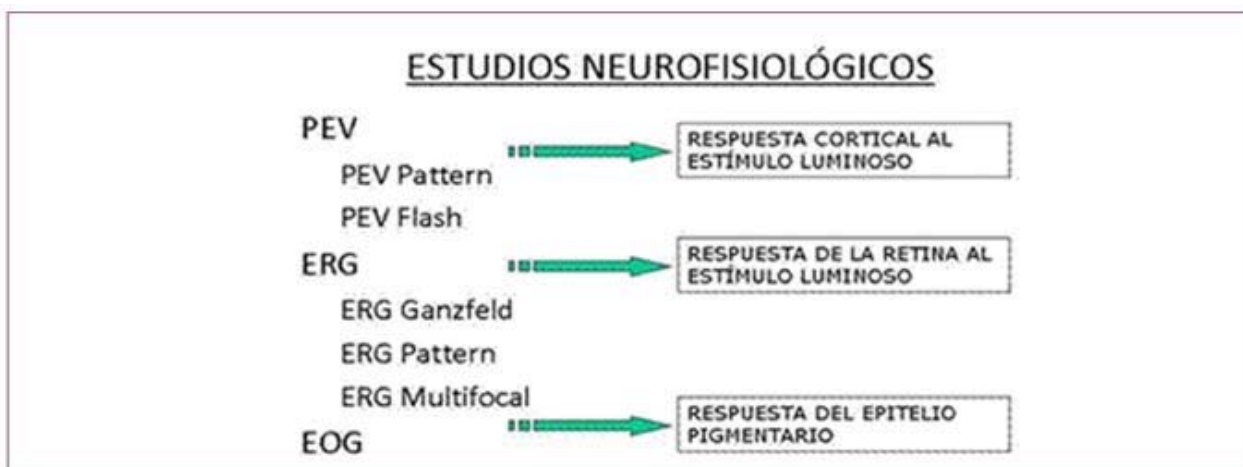 ESTUDIOS NEUROFISIOLÓGICOS
PEV
RESPUESTA CORTICAL AL
ESTÍMULO LUMINOSO
PEV Pattern
PEV Flash
ERG
RESPUESTA DE LA RETINA AL
ESTÍMULO LUMINOSO
ERG Ganzfeld
ERG Pattern
ERG Multifocal
RESPUESTA DEL EPITELIO
PIGMENTARIO
EOG